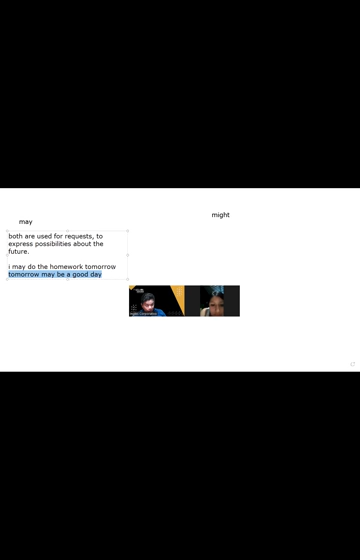 might
may
both are used for requests, to
express possibilities about the
future.
i may do the homework tomorrow
tomorrow may be a good day